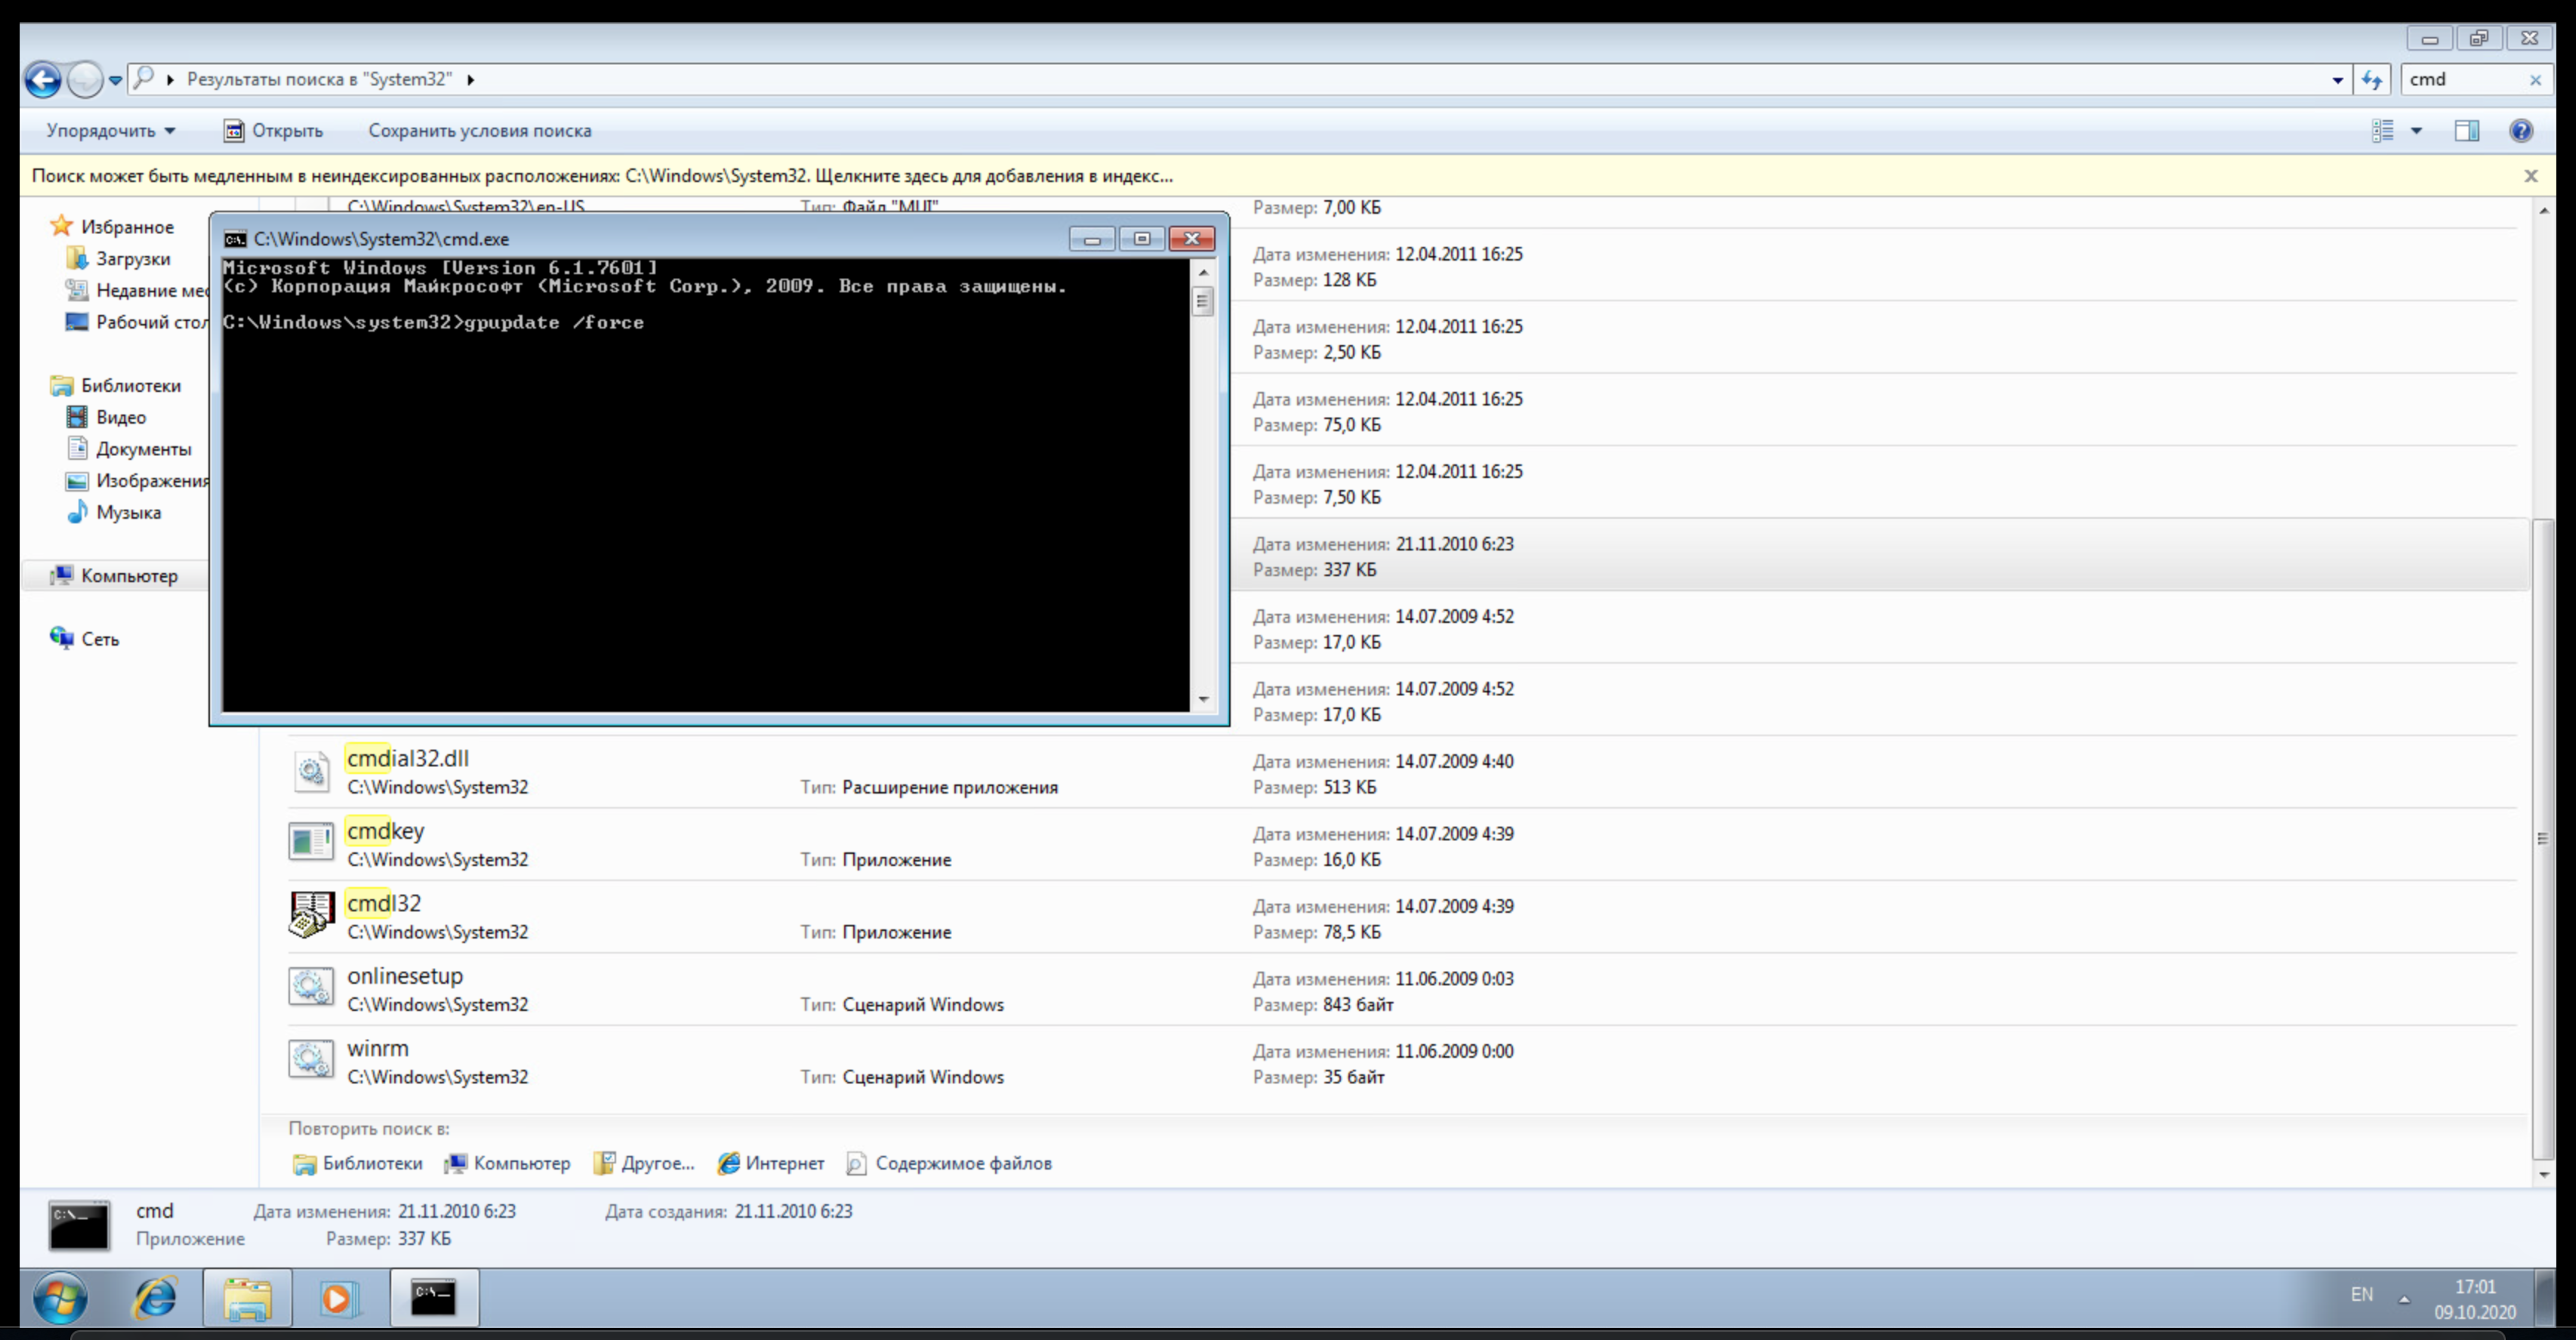 Результаты поиска в "System32"
cmd
Упорядочить Открыть Сохранить условия поиска
Поиск может быть медленным в неиндексированных расположениях: C:\Windows\System32. Щелкните здесь для добавления в индекс...
Избранное
Загрузки
Недавние мес
Рабочий стол
Библиотеки
Видео
Документы
Изображения
Музыка
Компьютер
Сеть
C:\Windows\System32\en-US Тип: Файл "MUI" Размер: 7,00 КБ
C:\Windows\System32\cmd.exe
Microsoft Windows [Version 6.1.7601]
(c) Корпорация Майкрософт (Microsoft Corp.), 2009. Все права защищены.
C:\Windows\system32>gpupdate /force
Дата изменения: 12.04.2011 16:25
Размер: 128 КБ
Дата изменения: 12.04.2011 16:25
Размер: 2,50 КБ
Дата изменения: 12.04.2011 16:25
Размер: 75,0 КБ
Дата изменения: 12.04.2011 16:25
Размер: 7,50 КБ
Дата изменения: 21.11.2010 6:23
Размер: 337 КБ
Дата изменения: 14.07.2009 4:52
Размер: 17,0 КБ
Дата изменения: 14.07.2009 4:52
Размер: 17,0 КБ
cmdial32.dll Дата изменения: 14.07.2009 4:40
C:\Windows\System32 Тип: Расширение приложения Размер: 513 КБ
cmdkey Дата изменения: 14.07.2009 4:39
C:\Windows\System32 Тип: Приложение Размер: 16,0 КБ
cmdl32 Дата изменения: 14.07.2009 4:39
C:\Windows\System32 Тип: Приложение Размер: 78,5 КБ
onlinesetup Дата изменения: 11.06.2009 0:03
C:\Windows\System32 Тип: Сценарий Windows Размер: 843 байт
winrm Дата изменения: 11.06.2009 0:00
C:\Windows\System32 Тип: Сценарий Windows Размер: 35 байт
Повторить поиск в:
Библиотеки Компьютер Другое... Интернет Содержимое файлов
cmd Дата изменения: 21.11.2010 6:23 Дата создания: 21.11.2010 6:23
Приложение Размер: 337 КБ
EN 17:01
09.10.2020